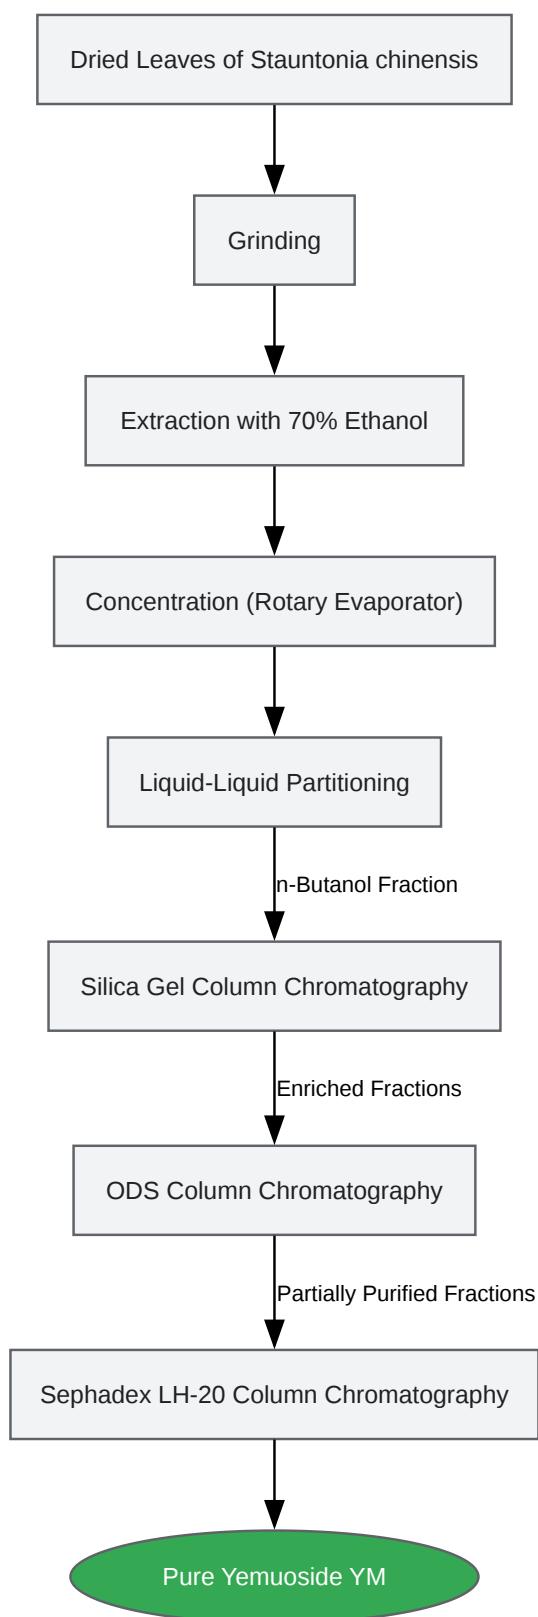 Dried Leaves of Stauntonia chinensis
Grinding
Extraction with 70% Ethanol
Concentration (Rotary Evaporator)
Liquid-Liquid Partitioning
n-Butanol Fraction
Silica Gel Column Chromatography
Enriched Fractions
ODS Column Chromatography
Partially Purified Fractions
Sephadex LH-20 Column Chromatography
Pure Yemuoside YM